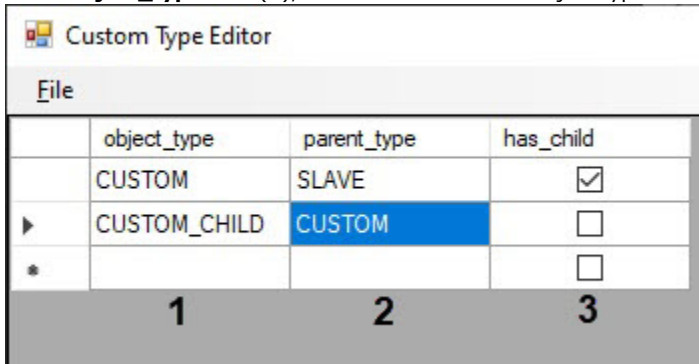 Custom Type Editor
File
object_type parent_type has_child
CUSTOM SLAVE
CUSTOM_CHILD CUSTOM
1 2 3